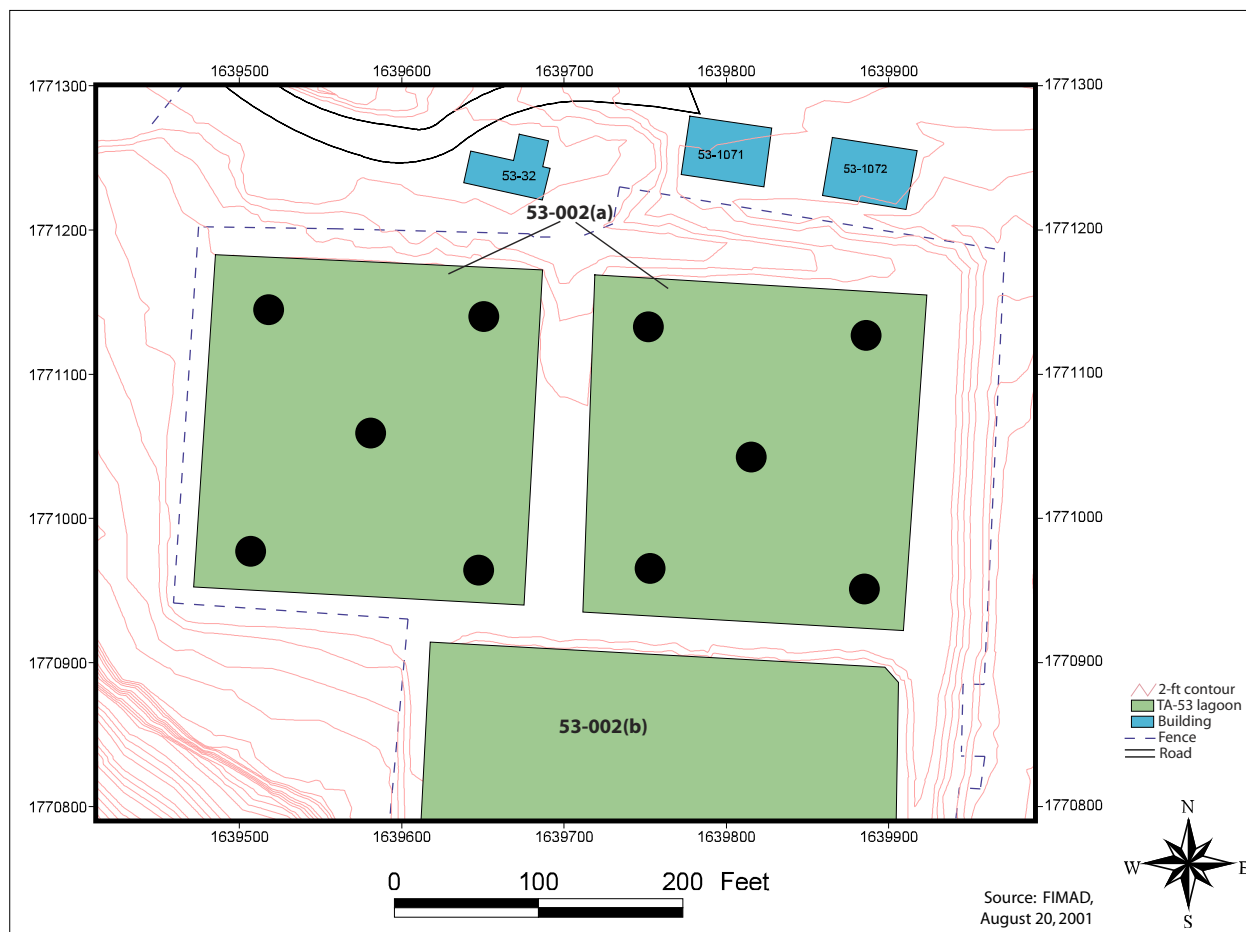 1639500 1639600 1639700 1639800 1639900
1771300 1771300
53-1071
53-1072
53-32
53-002(a)
1771200 1771200
1771100 1771100
1771000 1771000
1770900 1770900
2-ft contour
TA-53 lagoon
Building
Fence
Road
53-002(b)
1770800 1770800
1639500 1639600 1639700 1639800 1639900
N
W E
S
0 100 200 Feet
Source: FIMAD,
August 20, 2001